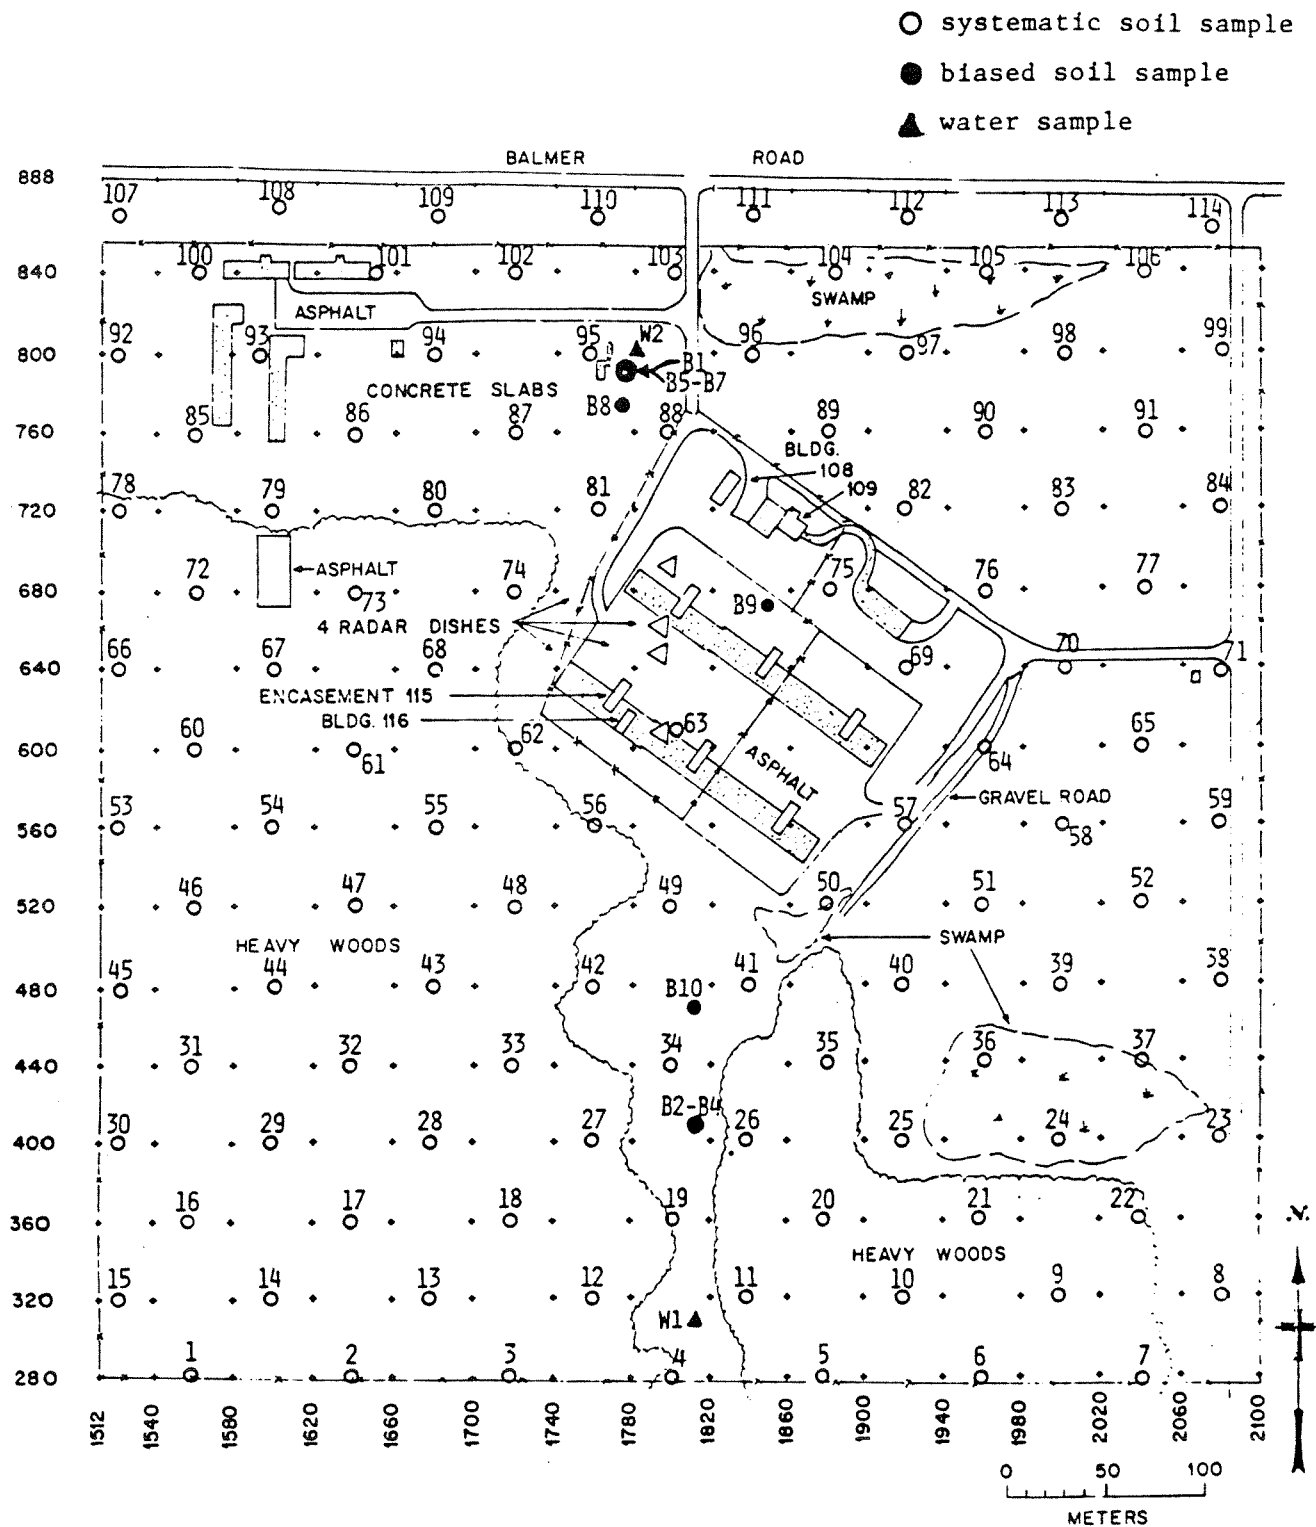 systematic soil sample
biased soil sample
water sample
BALMER ROAD
888
107 108 109 110 111 112 113 114
840
100 101 102 103 104 105 106
SWAMP
ASPHALT
800
92 93 94 95 W2 96 97 98 99
B1
B5-B7
CONCRETE SLABS
B8
760
85 86 87 88 89 90 91
BLDG.
108
109
720
78 79 80 81 82 83 84
680
72 ASPHALT 73 74 75 76 77
B9
4 RADAR DISHES
640
66 67 68 69 70 1
ENCASEMENT 115
BLDG. 116
600
60 61 62 63 64 65
ASPHALT
GRAVEL ROAD
560
53 54 55 56 57 58 59
520
46 47 48 49 50 51 52
HEAVY WOODS
SWAMP
480
45 44 43 42 41 40 39 38
B10
440
31 32 33 34 35 36 37
B2-B4
400
30 29 28 27 26 25 24 23
360
16 17 18 19 20 21 22
HEAVY WOODS
320
15 14 13 12 11 10 9 8
W1
280
1 2 3 4 5 6 7
1512 1540 1580 1620 1660 1700 1740 1780 1820 1860 1900 1940 1980 2020 2060 2100
0 50 100
METERS